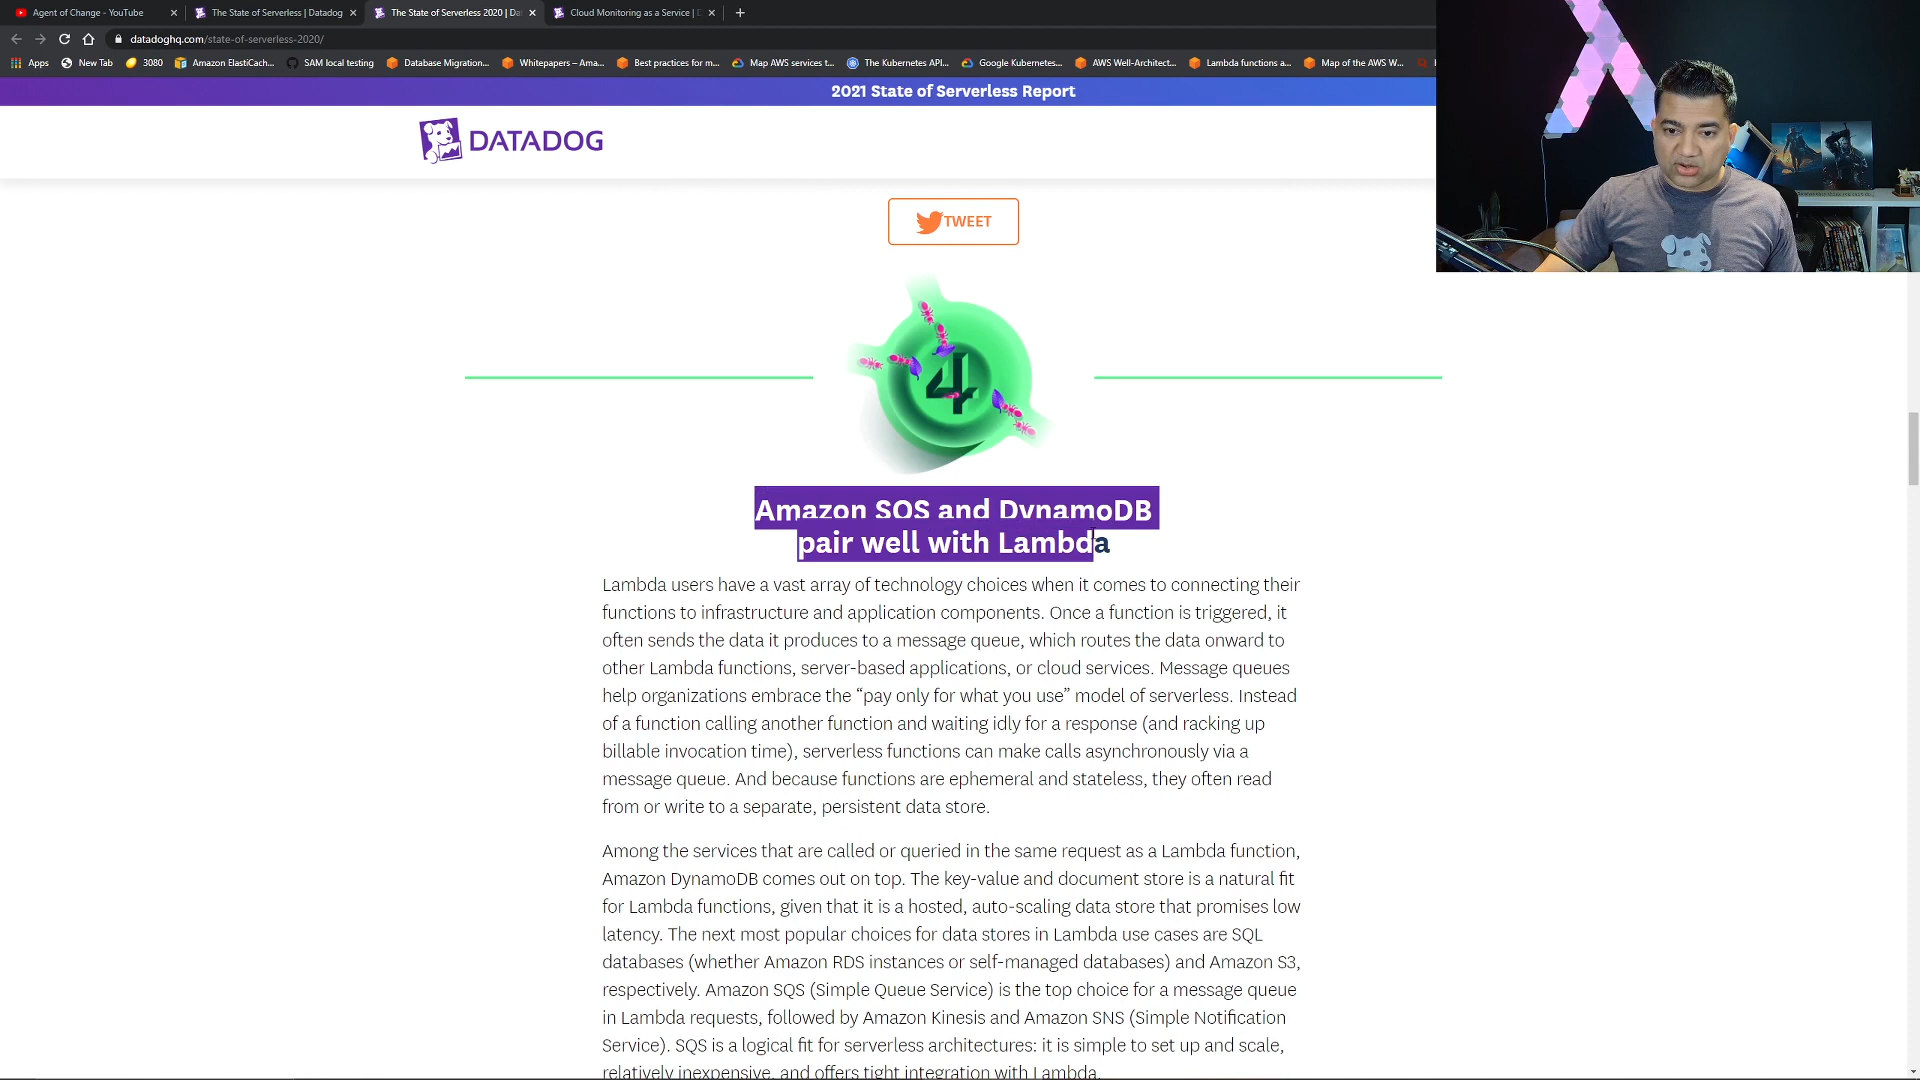 Agent of Change - YouTube
The State of Serverless | Datadog
The State of Serverless 2020 | Da
Cloud Monitoring as a Service | D
datadoghq.com/state-of-serverless-2020/
Apps
New Tab
3080
Amazon ElastiCach...
SAM local testing
Database Migration...
Whitepapers – Ama...
Best practices for m...
Map AWS services t...
The Kubernetes API...
Google Kubernetes...
AWS Well-Architect...
Lambda functions a...
Map of the AWS W...
2021 State of Serverless Report
DATADOG
TWEET
4
Amazon SQS and DynamoDB
pair well with Lambda
Lambda users have a vast array of technology choices when it comes to connecting their
functions to infrastructure and application components. Once a function is triggered, it
often sends the data it produces to a message queue, which routes the data onward to
other Lambda functions, server-based applications, or cloud services. Message queues
help organizations embrace the “pay only for what you use” model of serverless. Instead
of a function calling another function and waiting idly for a response (and racking up
billable invocation time), serverless functions can make calls asynchronously via a
message queue. And because functions are ephemeral and stateless, they often read
from or write to a separate, persistent data store.
Among the services that are called or queried in the same request as a Lambda function,
Amazon DynamoDB comes out on top. The key-value and document store is a natural fit
for Lambda functions, given that it is a hosted, auto-scaling data store that promises low
latency. The next most popular choices for data stores in Lambda use cases are SQL
databases (whether Amazon RDS instances or self-managed databases) and Amazon S3,
respectively. Amazon SQS (Simple Queue Service) is the top choice for a message queue
in Lambda requests, followed by Amazon Kinesis and Amazon SNS (Simple Notification
Service). SQS is a logical fit for serverless architectures: it is simple to set up and scale,
relatively inexpensive, and offers tight integration with Lambda.